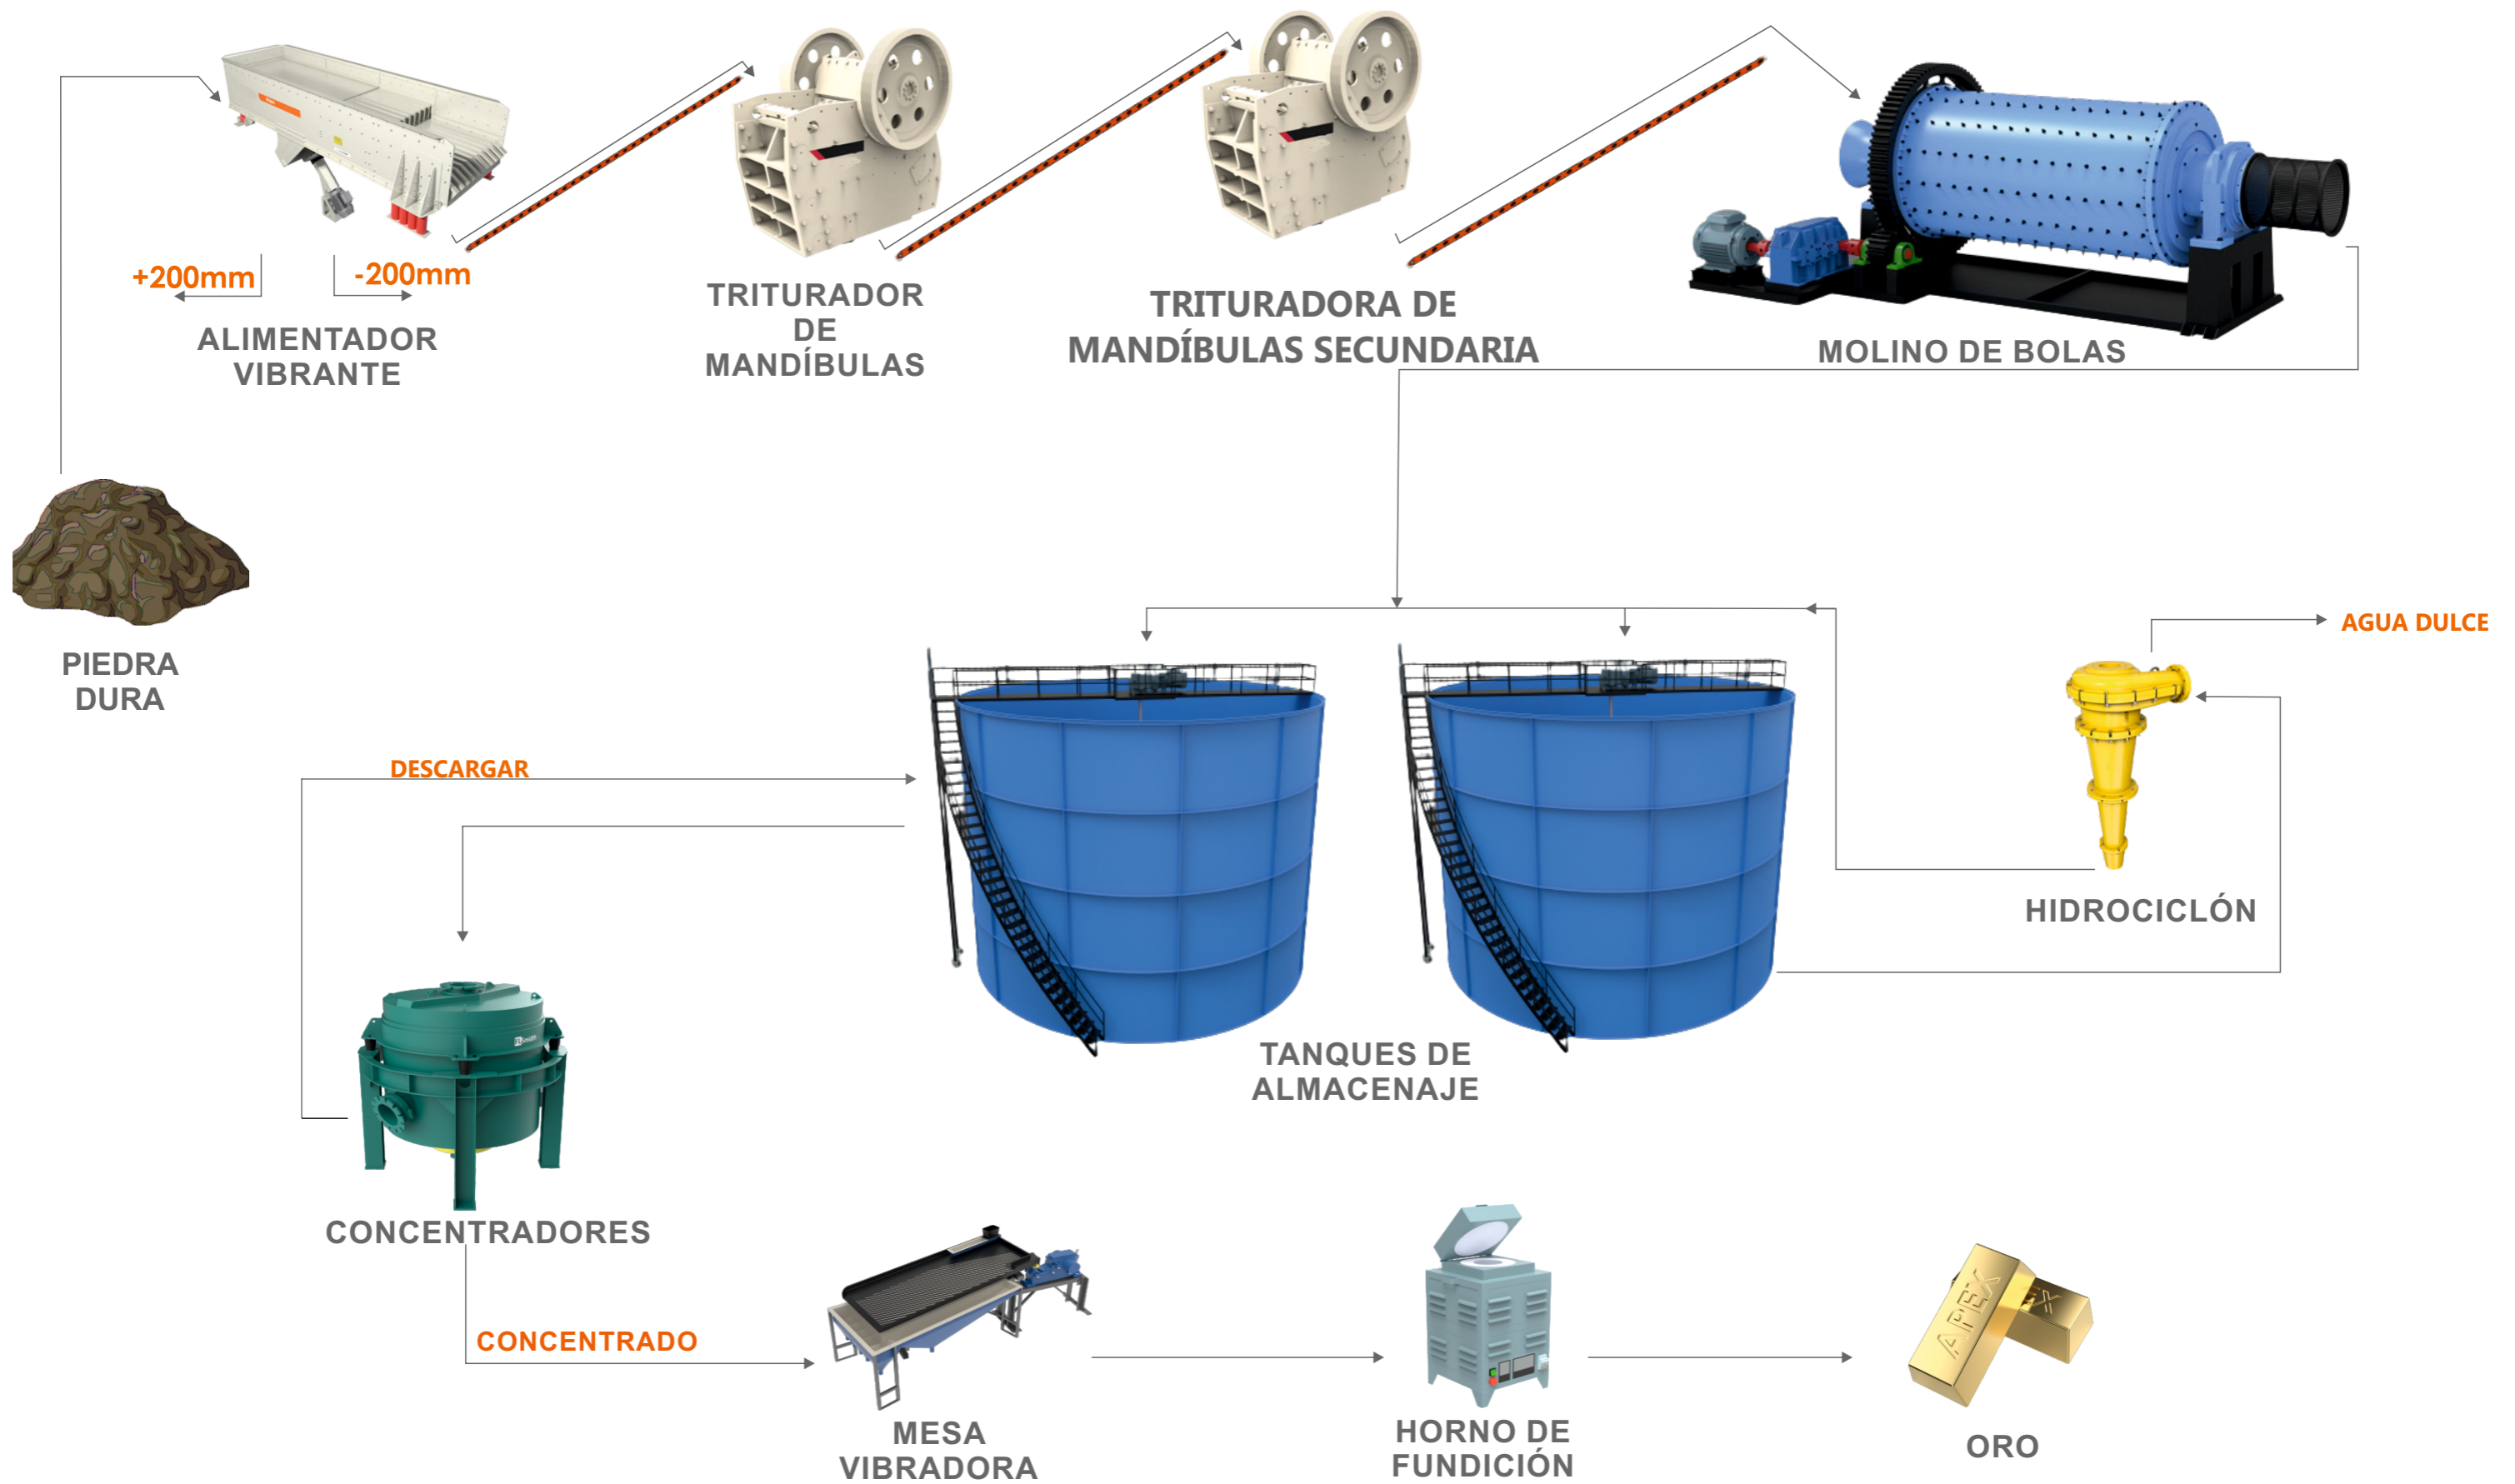 +200mm
-200mm
ALIMENTADOR
VIBRANTE
TRITURADOR
DE
MANDÍBULAS
TRITURADORA DE
MANDÍBULAS SECUNDARIA
MOLINO DE BOLAS
PIEDRA
DURA
AGUA DULCE
DESCARGAR
HIDROCICLÓN
TANQUES DE
ALMACENAJE
CONCENTRADORES
CONCENTRADO
MESA
VIBRADORA
HORNO DE
FUNDICIÓN
APEX
ORO